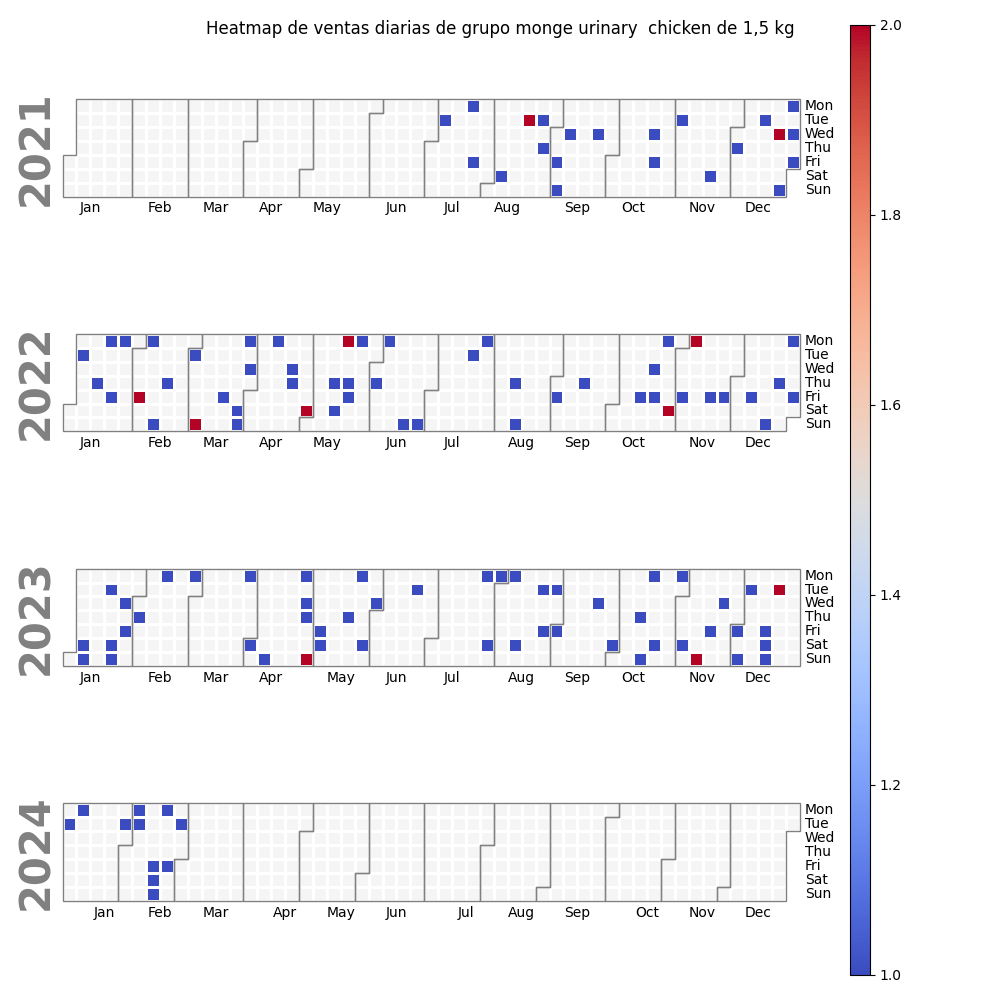 Heatmap de ventas diarias de grupo monge urinary  chicken de 1,5 kg
2021
Mon
Tue
Wed
Thu
Fri
Sat
Sun
Jan Feb Mar Apr May Jun Jul Aug Sep Oct Nov Dec
2022
Mon
Tue
Wed
Thu
Fri
Sat
Sun
Jan Feb Mar Apr May Jun Jul Aug Sep Oct Nov Dec
2023
Mon
Tue
Wed
Thu
Fri
Sat
Sun
Jan Feb Mar Apr May Jun Jul Aug Sep Oct Nov Dec
2024
Mon
Tue
Wed
Thu
Fri
Sat
Sun
Jan Feb Mar Apr May Jun Jul Aug Sep Oct Nov Dec
2.0
1.8
1.6
1.4
1.2
1.0